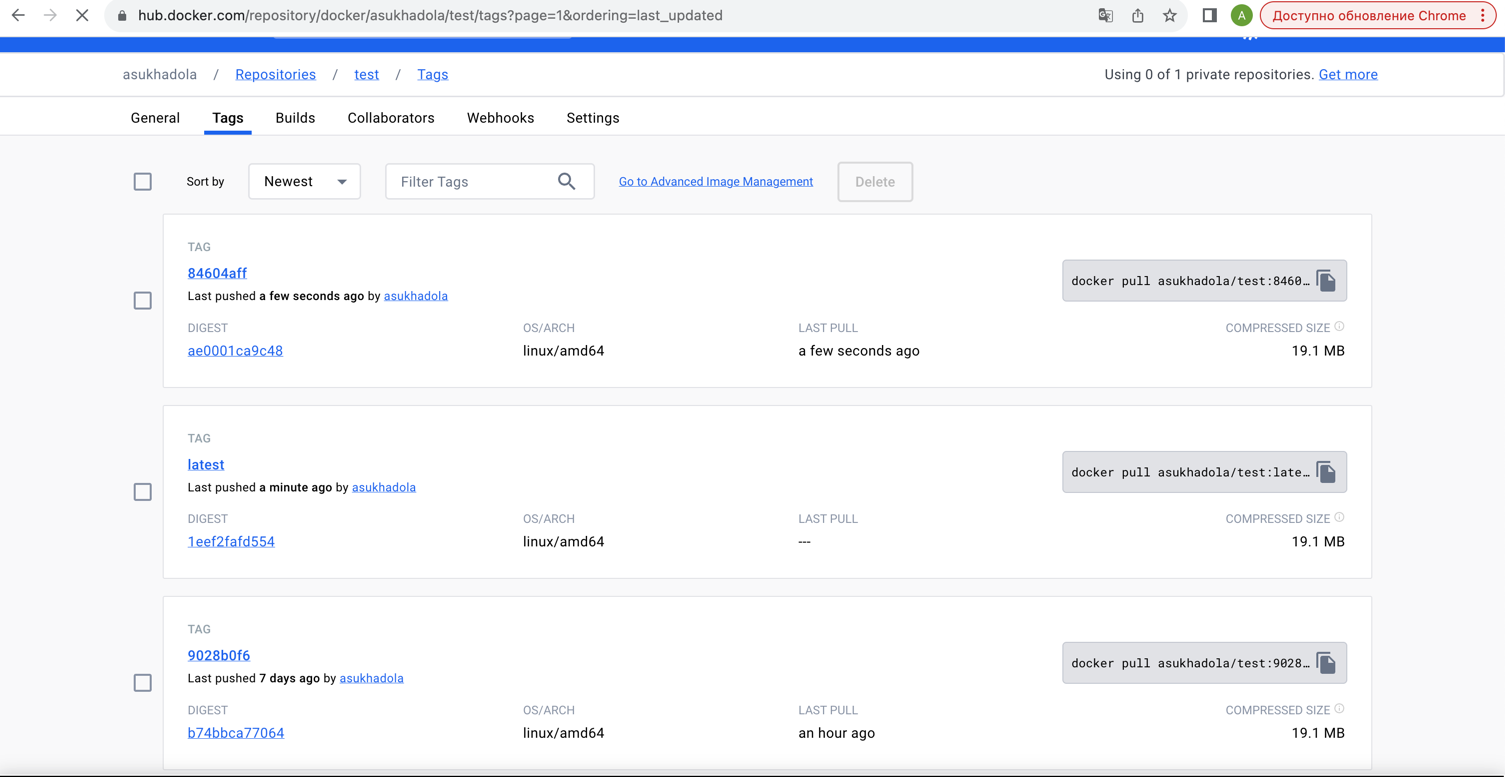 hub.docker.com/repository/docker/asukhadola/test/tags?page=1&ordering=last_updated
A
Доступно обновление Chrome
asukhadola / Repositories / test / Tags
Using 0 of 1 private repositories. Get more
General Tags Builds Collaborators Webhooks Settings
Sort by Newest Filter Tags Go to Advanced Image Management Delete
TAG
84604aff
Last pushed a few seconds ago by asukhadola
docker pull asukhadola/test:8460…
DIGEST OS/ARCH LAST PULL COMPRESSED SIZE
ae0001ca9c48 linux/amd64 a few seconds ago 19.1 MB
TAG
latest
Last pushed a minute ago by asukhadola
docker pull asukhadola/test:late…
DIGEST OS/ARCH LAST PULL COMPRESSED SIZE
1eef2fafd554 linux/amd64 --- 19.1 MB
TAG
9028b0f6
Last pushed 7 days ago by asukhadola
docker pull asukhadola/test:9028…
DIGEST OS/ARCH LAST PULL COMPRESSED SIZE
b74bbca77064 linux/amd64 an hour ago 19.1 MB